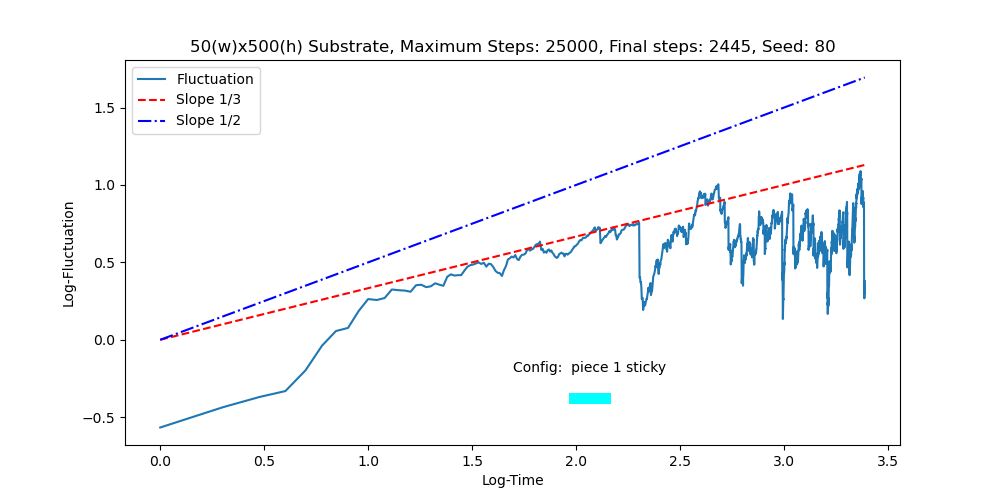 50(w)x500(h) Substrate, Maximum Steps: 25000, Final steps: 2445, Seed: 80
Fluctuation
Slope 1/3
Slope 1/2
1.5
1.0
0.5
0.0
−0.5
Log-Fluctuation
Config:  piece 1 sticky
0.0 0.5 1.0 1.5 2.0 2.5 3.0 3.5
Log-Time